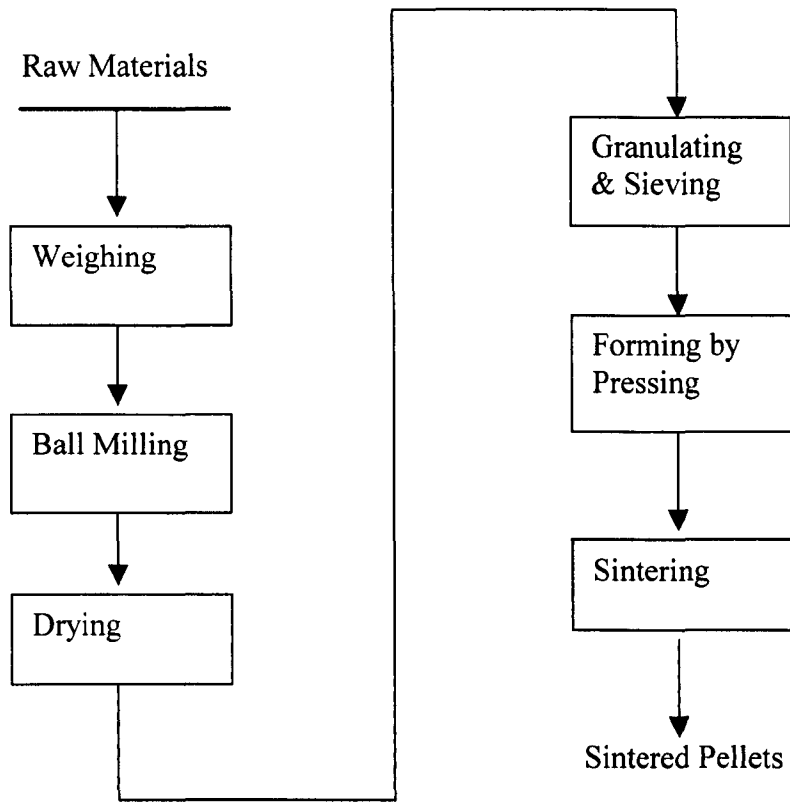 Raw Materials
Weighing
Ball Milling
Drying
Granulating
& Sieving
Forming by
Pressing
Sintering
Sintered Pellets